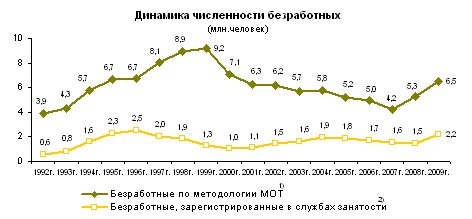 Динамика численности безработных
(млн.человек)
10
8
6
4
2
0
3,9 4,3 5,7 6,7 6,7 8,1 8,9 9,2 7,1 6,3 6,2 5,7 5,8 5,2 5,0 4,2 5,3 6,5
0,6 0,8 1,6 2,3 2,5 2,0 1,9 1,3 1,0 1,1 1,5 1,6 1,9 1,8 1,7 1,6 1,5 2,2
1992г. 1993г. 1994г. 1995г. 1996г. 1997г. 1998г. 1999г. 2000г. 2001г. 2002г. 2003г. 2004г. 2005г. 2006г. 2007г. 2008г. 2009г.
Безработные по методологии МОТ 1)
Безработные, зарегистрированные в службах занятости 2)